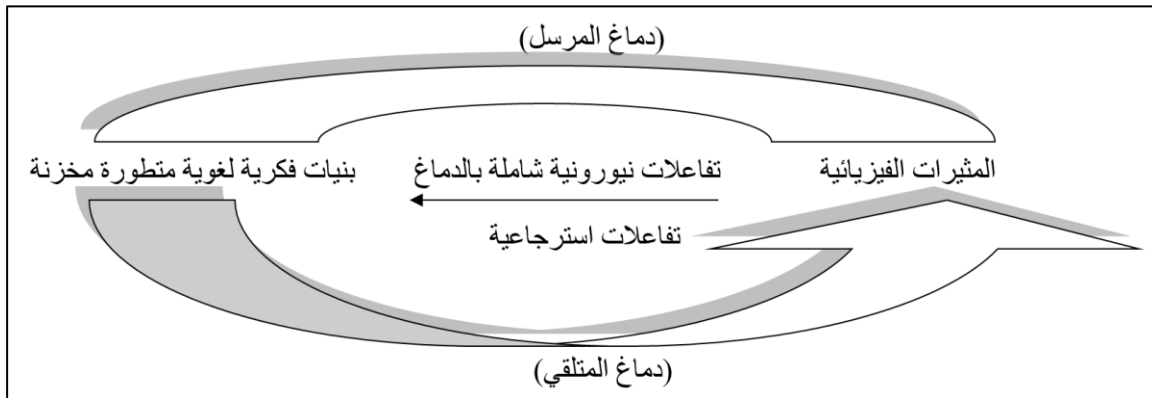 (دماغ المرسل)
المثيرات الفيزيائية
تفاعلات نيورونية شاملة بالدماغ
بنيات فكرية لغوية متطورة مخزنة
تفاعلات استرجاعية
(دماغ المتلقي)